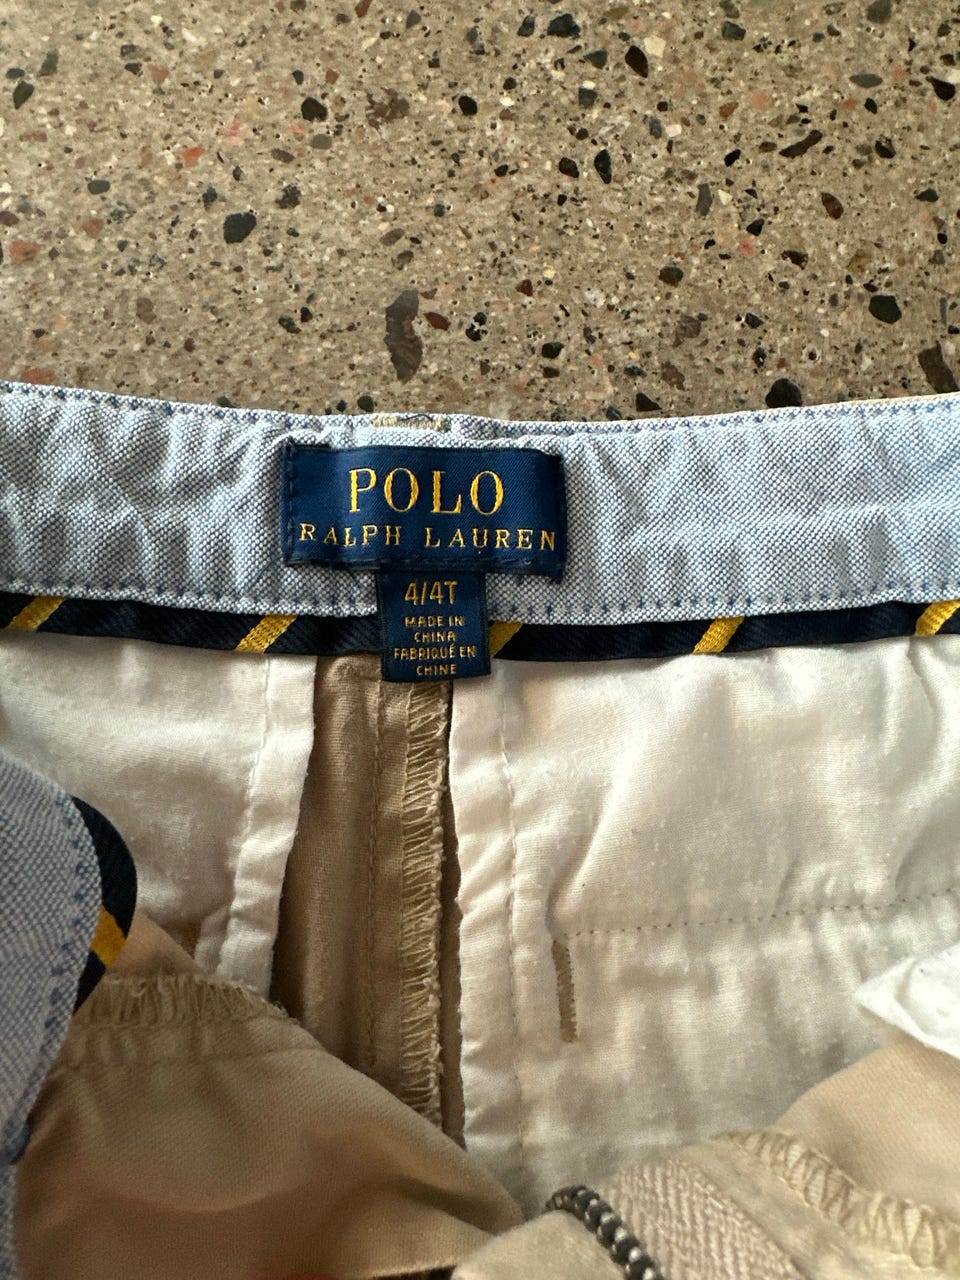 POLO
RALPH LAUREN
4/4T
MADE IN
CHINA
FABRIQUÉ EN
CHINE